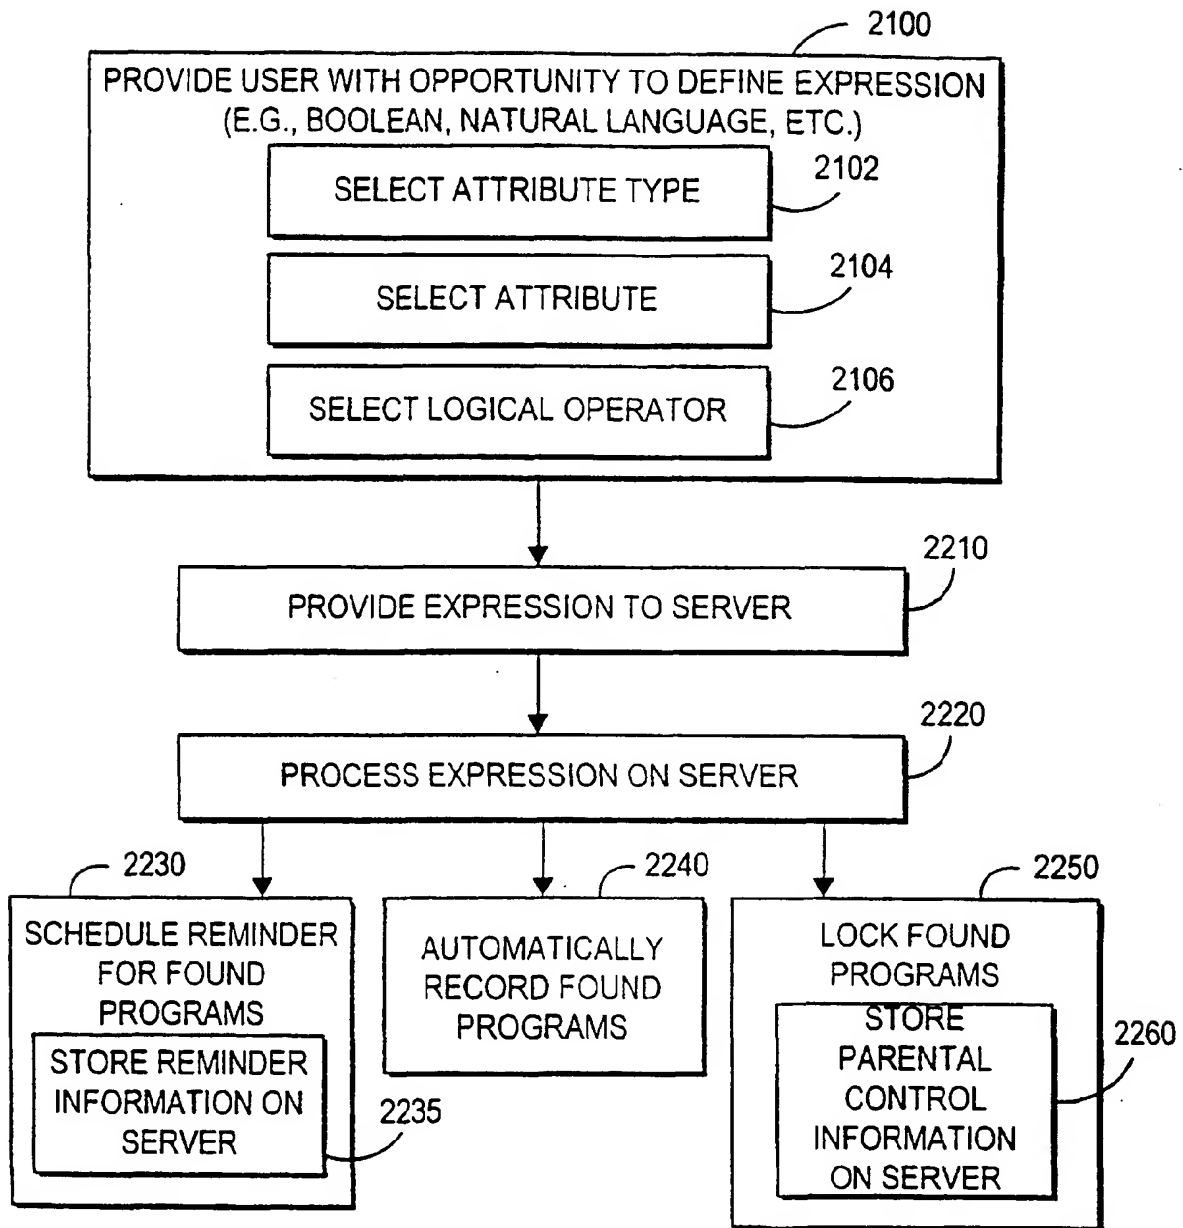 2100
PROVIDE USER WITH OPPORTUNITY TO DEFINE EXPRESSION
(E.G., BOOLEAN, NATURAL LANGUAGE, ETC.)
SELECT ATTRIBUTE TYPE
2102
SELECT ATTRIBUTE
2104
SELECT LOGICAL OPERATOR
2106
PROVIDE EXPRESSION TO SERVER
2210
PROCESS EXPRESSION ON SERVER
2220
2230
SCHEDULE REMINDER
FOR FOUND
PROGRAMS
STORE REMINDER
INFORMATION ON
SERVER
2235
2240
AUTOMATICALLY
RECORD FOUND
PROGRAMS
2250
LOCK FOUND
PROGRAMS
STORE
PARENTAL
CONTROL
INFORMATION
ON SERVER
2260